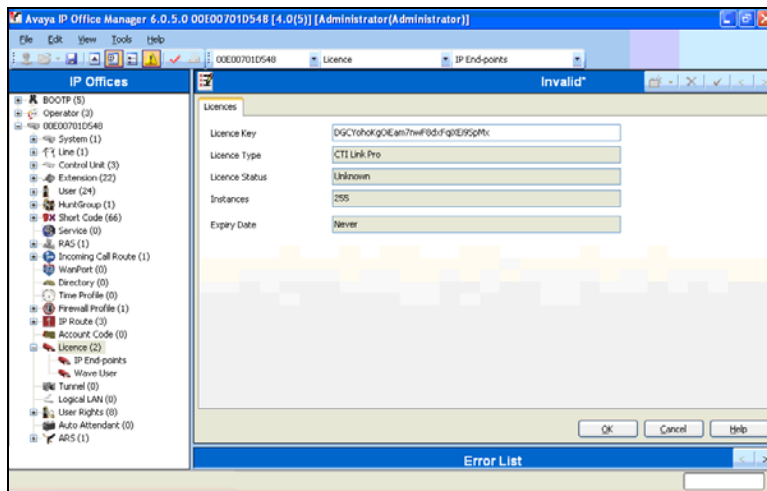 Avaya IP Office Manager 6.0.5.0 00E00701D548 [4.0(5)] [Administrator(Administrator)]
File Edit View Tools Help
00E00701D548 Licence IP End-points
IP Offices
Invalid*
BOOTP (5)
Operator (3)
00E00701D548
System (1)
Line (1)
Control Unit (3)
Extension (22)
User (24)
HuntGroup (1)
Short Code (66)
Service (0)
RAS (1)
Incoming Call Route (1)
WanPort (0)
Directory (0)
Time Profile (0)
Firewall Profile (1)
IP Route (3)
Account Code (0)
Licence (2)
IP End-points
Wave User
Tunnel (0)
Logical LAN (0)
User Rights (8)
Auto Attendant (0)
ARS (1)
Licences
Licence Key
Licence Type CTI Link Pro
Licence Status Unknown
Instances 255
Expiry Date Never
OK Cancel Help
Error List